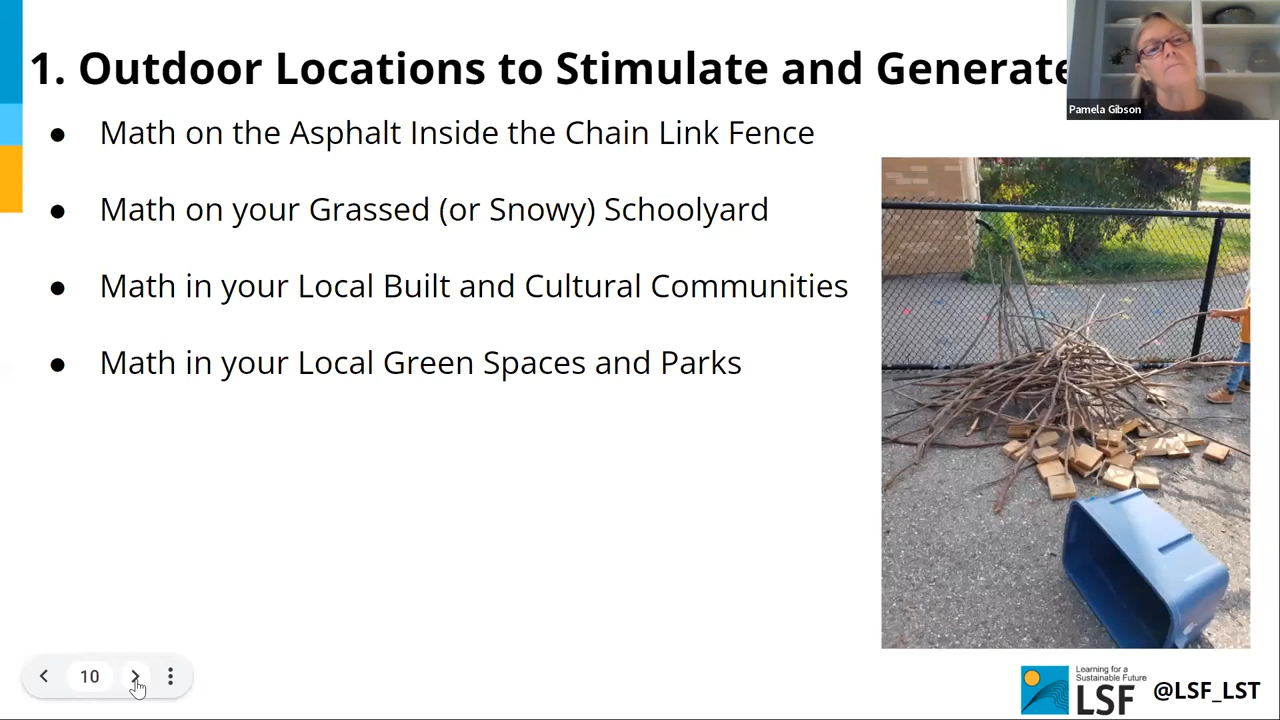 1. Outdoor Locations to Stimulate and Generate
Pamela Gibson
● Math on the Asphalt Inside the Chain Link Fence
● Math on your Grassed (or Snowy) Schoolyard
● Math in your Local Built and Cultural Communities
● Math in your Local Green Spaces and Parks
10
Learning for a
Sustainable Future
LSF
@LSF_LST